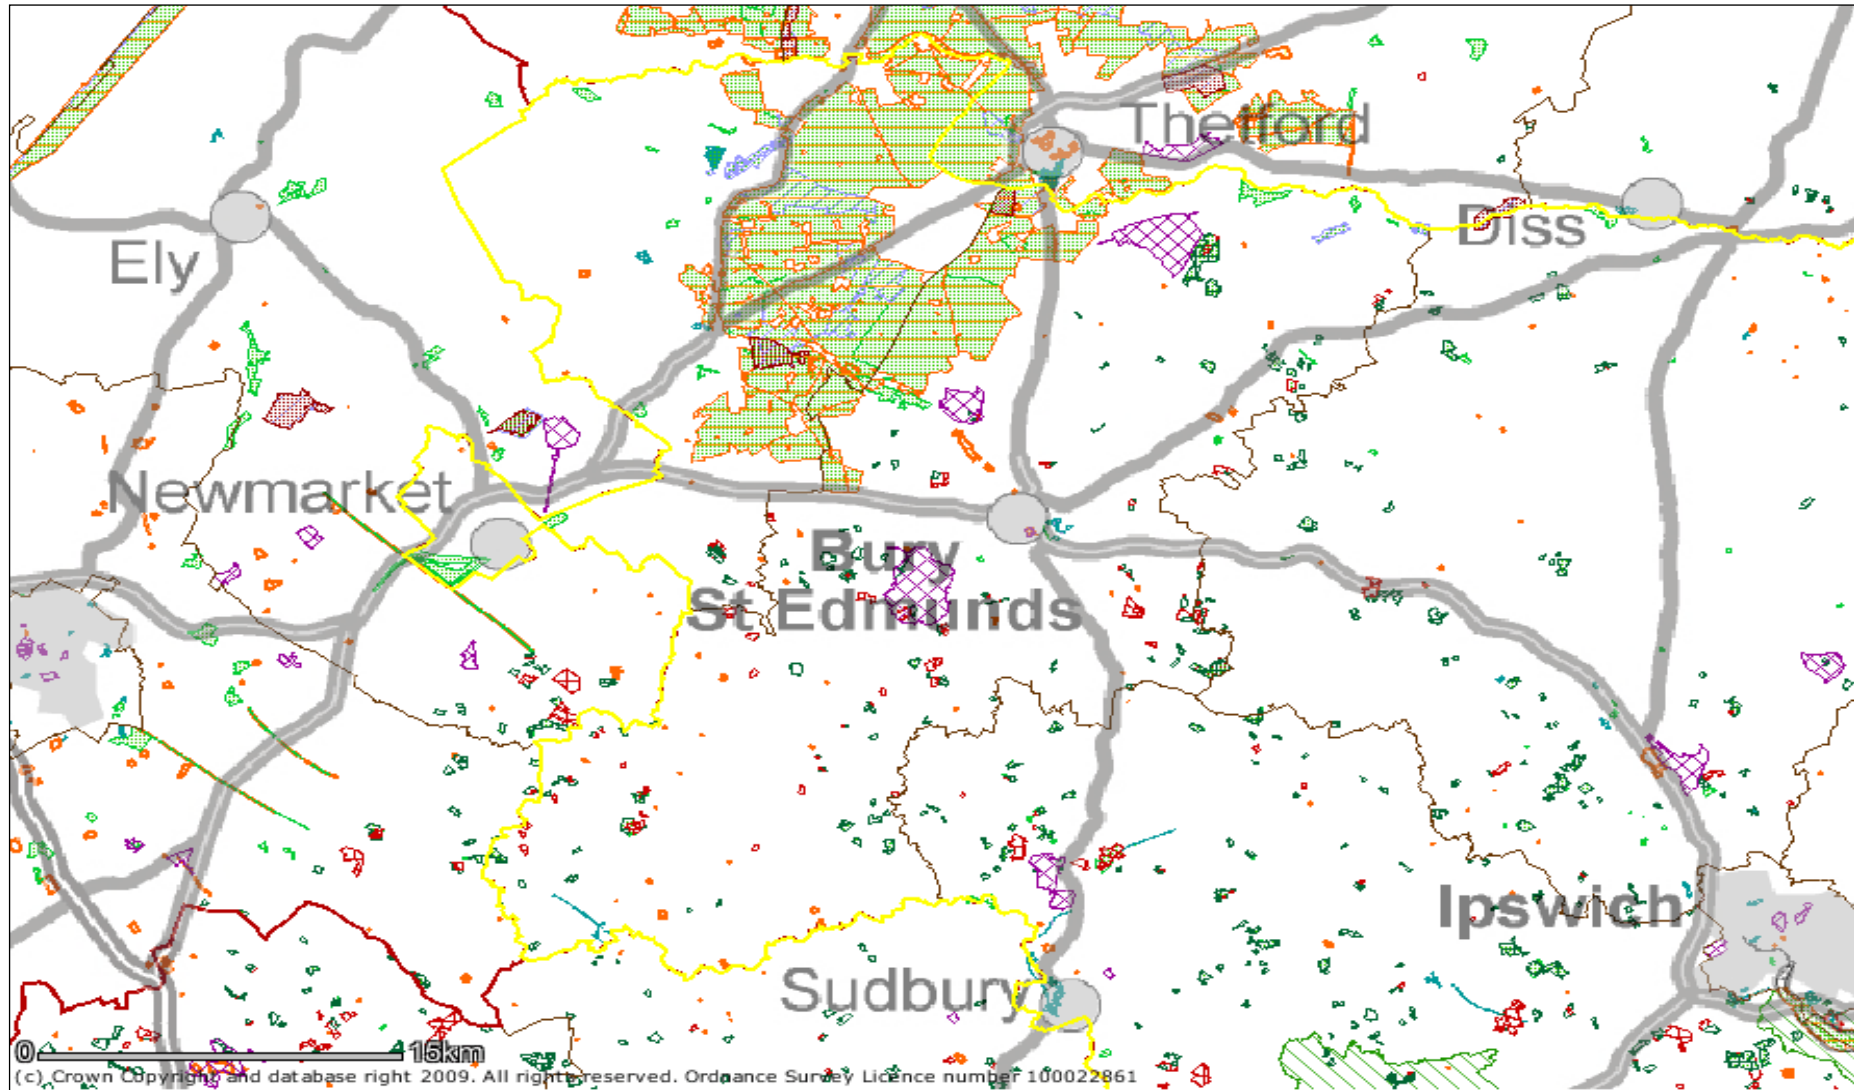 Thetford
Diss
Ely
Newmarket
Bury
St Edmunds
Ipswich
Sudbury
0 15km
(c) Crown Copyright and database right 2009. All rights reserved. Ordnance Survey Licence number 100022861